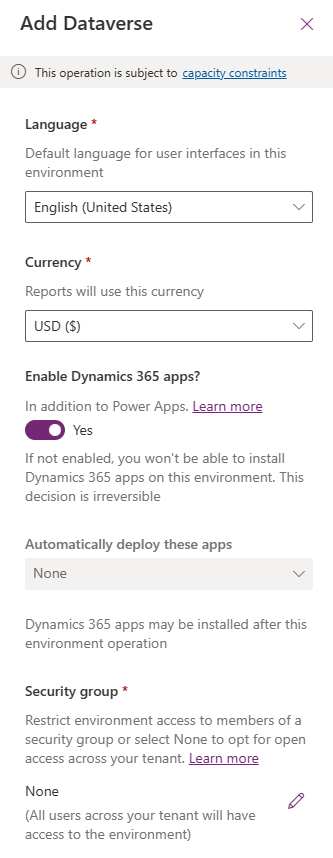 Add Dataverse
This operation is subject to capacity constraints
Language *
Default language for user interfaces in this
environment
English (United States)
Currency *
Reports will use this currency
USD ($)
Enable Dynamics 365 apps?
In addition to Power Apps. Learn more
Yes
If not enabled, you won't be able to install
Dynamics 365 apps on this environment. This
decision is irreversible
Automatically deploy these apps
None
Dynamics 365 apps may be installed after this
environment operation
Security group *
Restrict environment access to members of a
security group or select None to opt for open
access across your tenant. Learn more
None
(All users across your tenant will have
access to the environment)